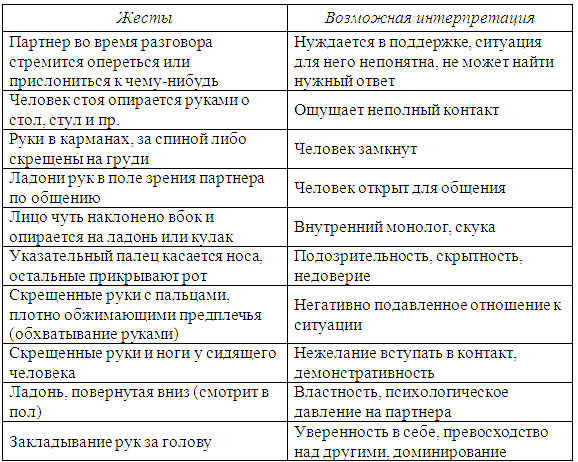 Жесты
Возможная интерпретация
Партнер во время разговора
стремится опереться или
прислониться к чему-нибудь
Нуждается в поддержке, ситуация
для него непонятна, не может найти
нужный ответ
Человек стоя опирается руками о
стол, стул и пр.
Ощущает неполный контакт
Руки в карманах, за спиной либо
скрещены на груди
Человек замкнут
Ладони рук в поле зрения партнера
по общению
Человек открыт для общения
Лицо чуть наклонено вбок и
опирается на ладонь или кулак
Внутренний монолог, скука
Указательный палец касается носа,
остальные прикрывают рот
Подозрительность, скрытность,
недоверие
Скрещенные руки с пальцами,
плотно обжимающими предплечья
(обхватывание руками)
Негативно подавленное отношение к
ситуации
Скрещенные руки и ноги у сидящего
человека
Нежелание вступать в контакт,
демонстративность
Ладонь, повернутая вниз (смотрит в
пол)
Властность, психологическое
давление на партнера
Закладывание рук за голову
Уверенность в себе, превосходство
над другими, доминирование